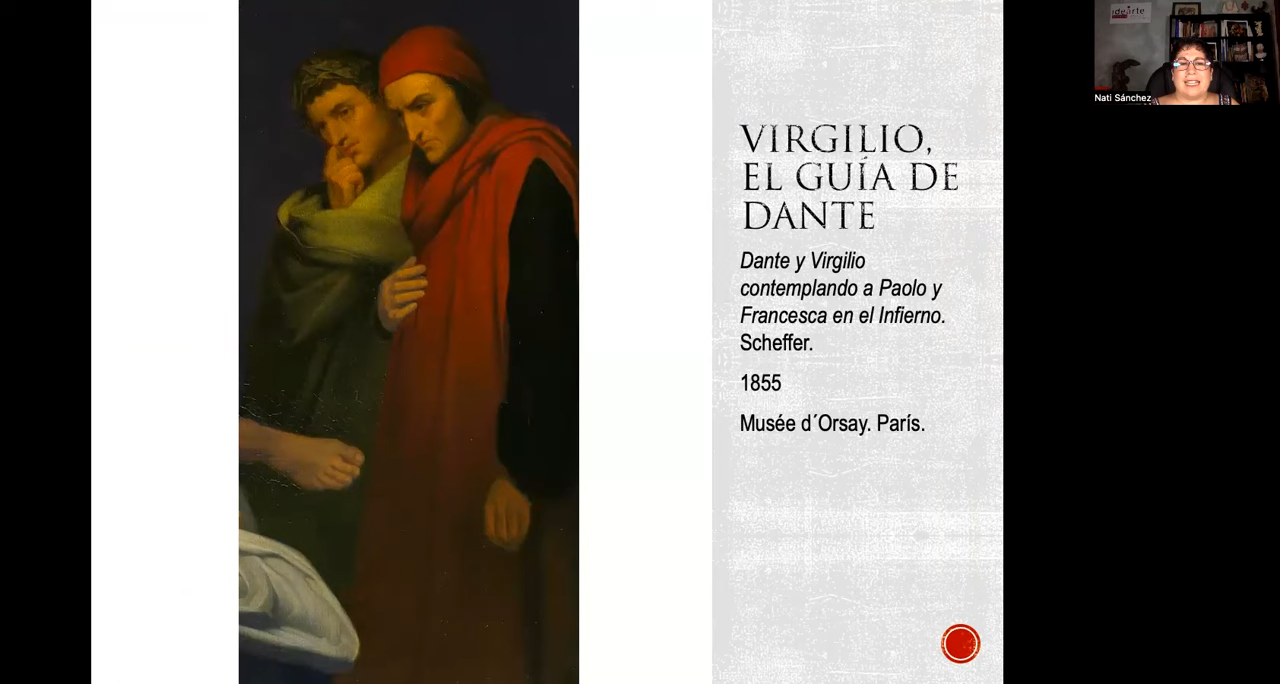 VIRGILIO,
EL GUÍA DE
DANTE
Dante y Virgilio
contemplando a Paolo y
Francesca en el Infierno.
Scheffer.
1855
Musée d´Orsay. París.
idearte
Nati Sánchez